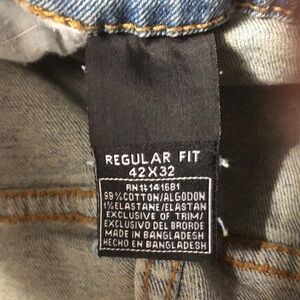 REGULAR FIT
42X32
RN#141681
99%COTTON/ALGODON
1%ELASTANE/ELASTAN
EXCLUSIVE OF TRIM/
EXCLUSIVO DEL BRORDE
MADE IN BANGLADESH
HECHO EN BANGLADESH